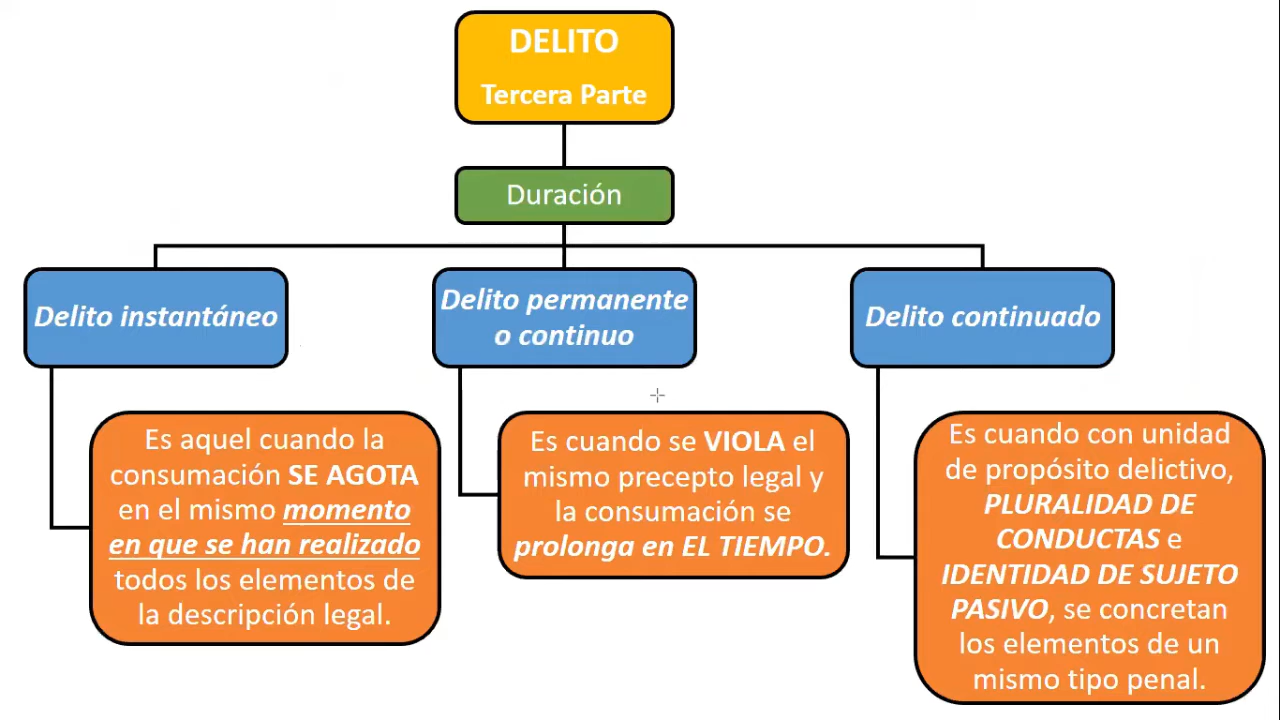 DELITO
Tercera Parte
Duración
Delito instantáneo
Delito permanente
o continuo
Delito continuado
Es aquel cuando la
consumación SE AGOTA
en el mismo momento
en que se han realizado
todos los elementos de
la descripción legal.
Es cuando se VIOLA el
mismo precepto legal y
la consumación se
prolonga en EL TIEMPO.
Es cuando con unidad
de propósito delictivo,
PLURALIDAD DE
CONDUCTAS e
IDENTIDAD DE SUJETO
PASIVO, se concretan
los elementos de un
mismo tipo penal.